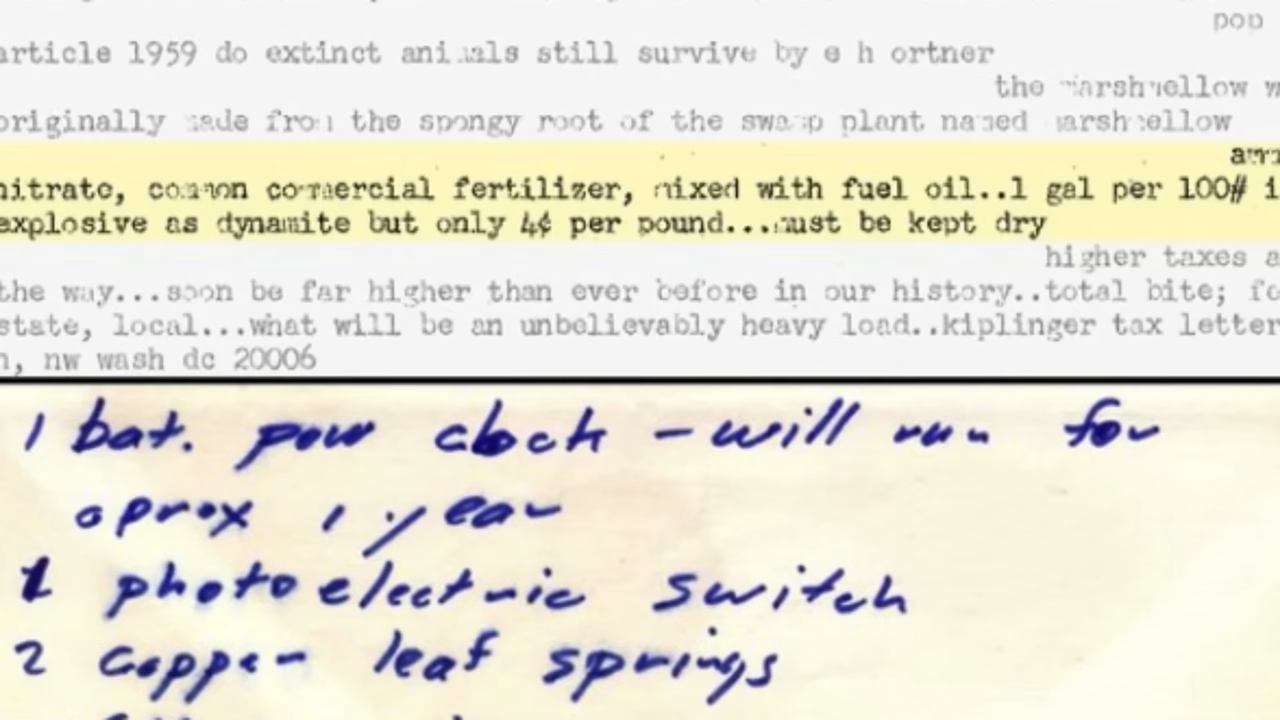 pop
article 1959 do extinct animals still survive by e h ortner
the marshmellow w
originally made from the spongy root of the swamp plant named marshmellow
nitrate, common commercial fertilizer, mixed with fuel oil..1 gal per 100# i
explosive as dynamite but only 4¢ per pound...must be kept dry
higher taxes a
the way...soon be far higher than ever before in our history..total bite; fe
state, local...what will be an unbelievably heavy load..kiplinger tax letter
n, nw wash dc 20006
1 bat. pow clock - will run for
aprox 1 year
1 photo electric switch
2 copper leaf springs